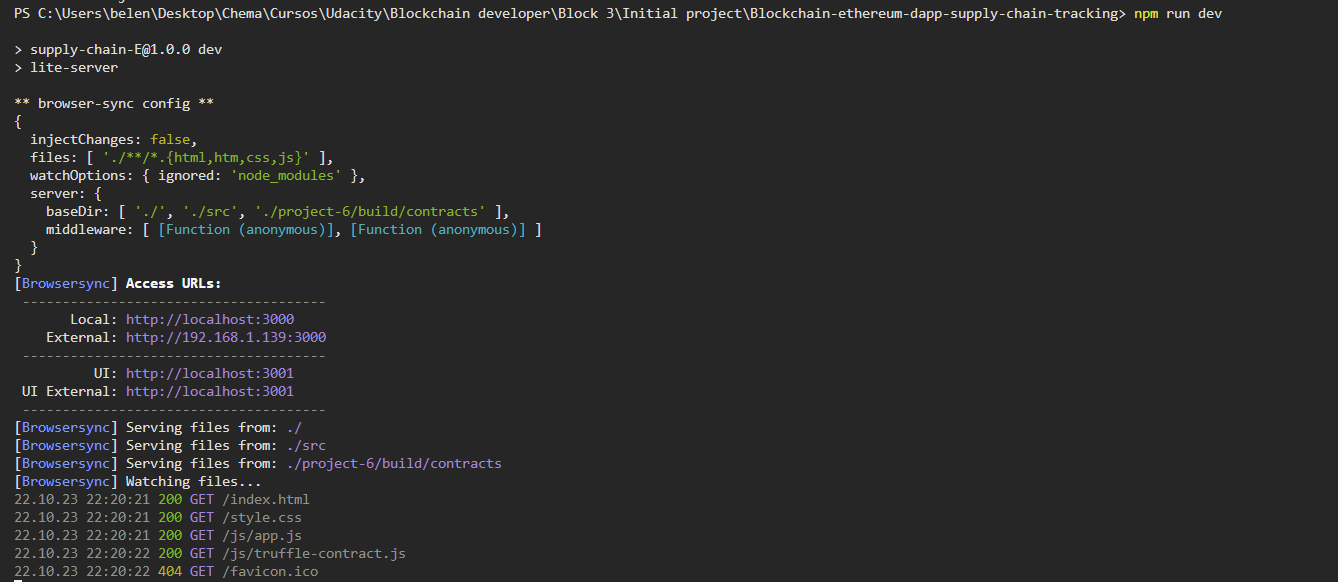 PS C:\Users\belen\Desktop\Chema\Cursos\Udacity\Blockchain developer\Block 3\Initial project\Blockchain-ethereum-dapp-supply-chain-tracking> npm run dev
> supply-chain-E@1.0.0 dev
> lite-server
** browser-sync config **
{
  injectChanges: false,
  files: [ './**/*.{html,htm,css,js}' ],
  watchOptions: { ignored: 'node_modules' },
  server: {
    baseDir: [ './', './src', './project-6/build/contracts' ],
    middleware: [ [Function (anonymous)], [Function (anonymous)] ]
  }
}
[Browsersync] Access URLs:
 --------------------------------------
       Local: http://localhost:3000
    External: http://192.168.1.139:3000
 --------------------------------------
          UI: http://localhost:3001
 UI External: http://localhost:3001
 --------------------------------------
[Browsersync] Serving files from: ./
[Browsersync] Serving files from: ./src
[Browsersync] Serving files from: ./project-6/build/contracts
[Browsersync] Watching files...
22.10.23 22:20:21 200 GET /index.html
22.10.23 22:20:21 200 GET /style.css
22.10.23 22:20:21 200 GET /js/app.js
22.10.23 22:20:22 200 GET /js/truffle-contract.js
22.10.23 22:20:22 404 GET /favicon.ico